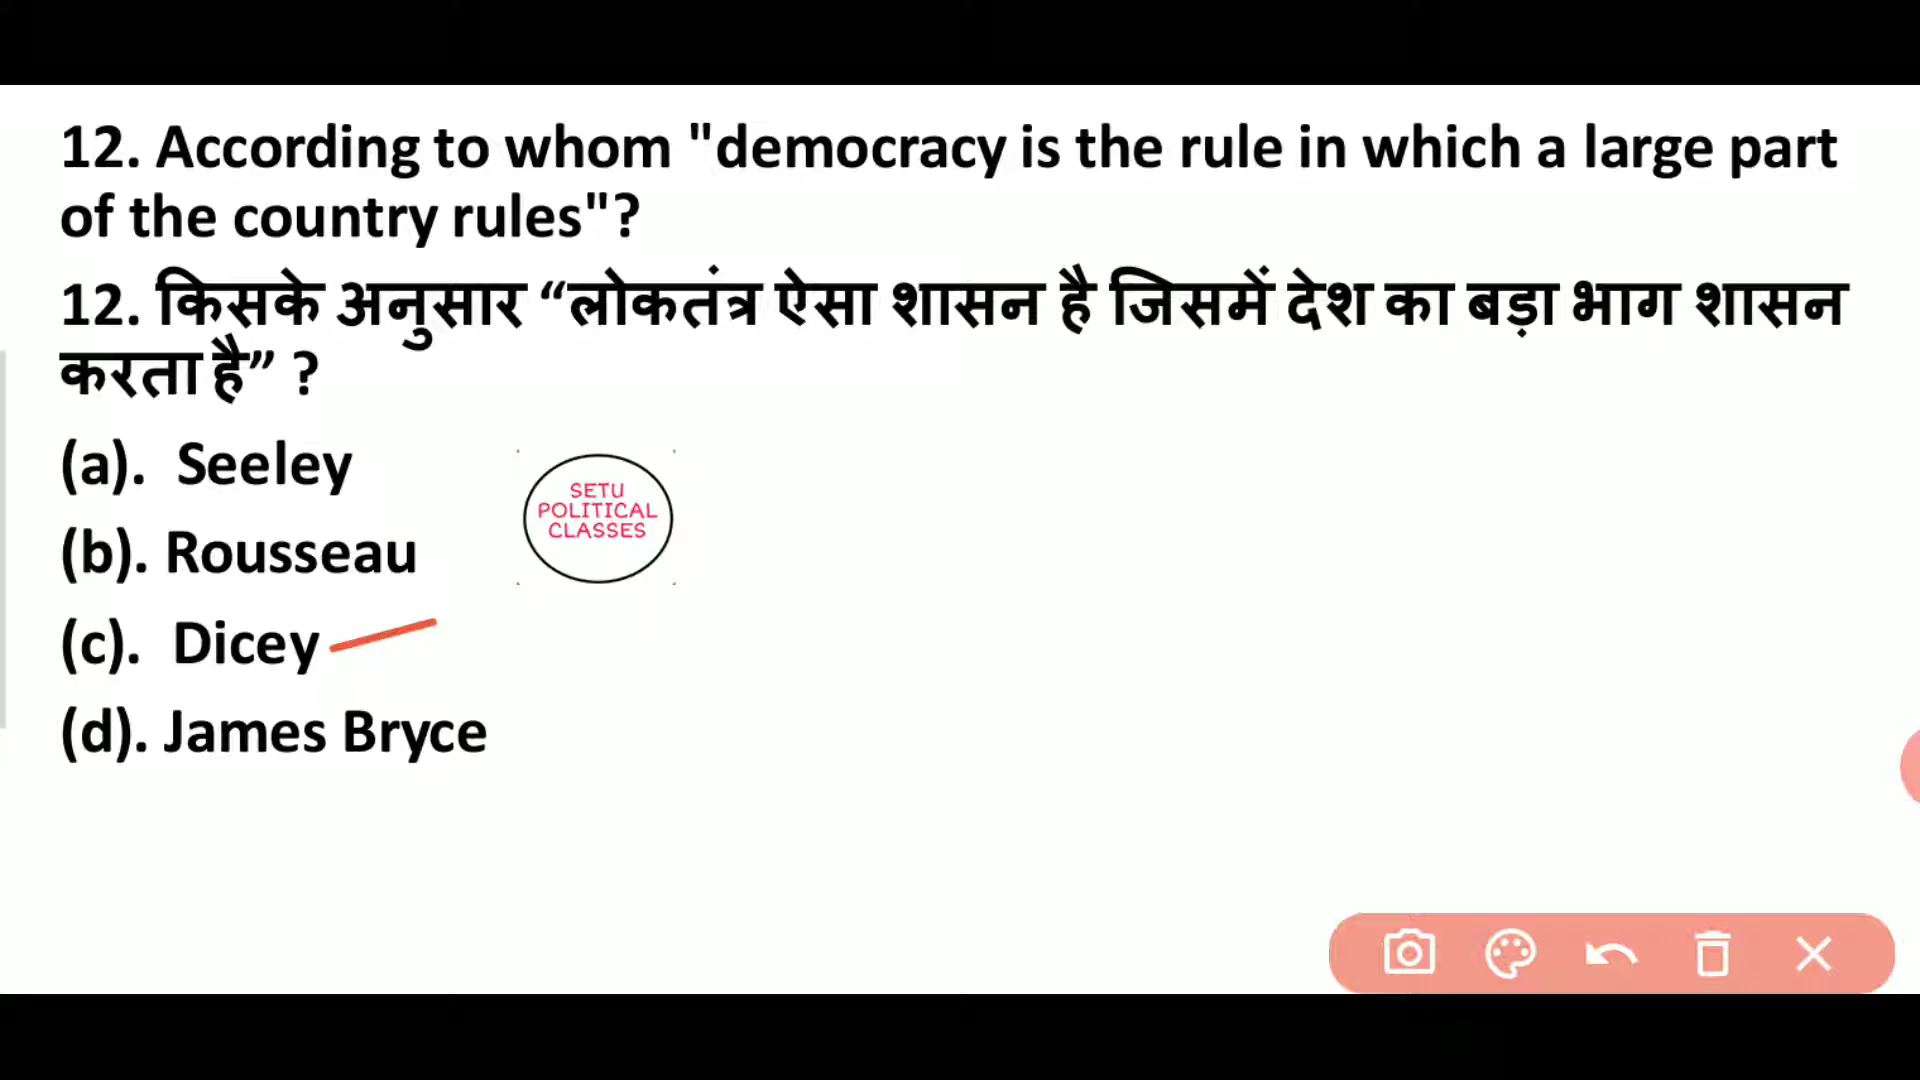 12. According to whom "democracy is the rule in which a large part
of the country rules"?
12. किसके अनुसार “लोकतंत्र ऐसा शासन है जिसमें देश का बड़ा भाग शासन
करता है” ?
(a).  Seeley
(b). Rousseau
(c).  Dicey
(d). James Bryce
SETU
POLITICAL
CLASSES